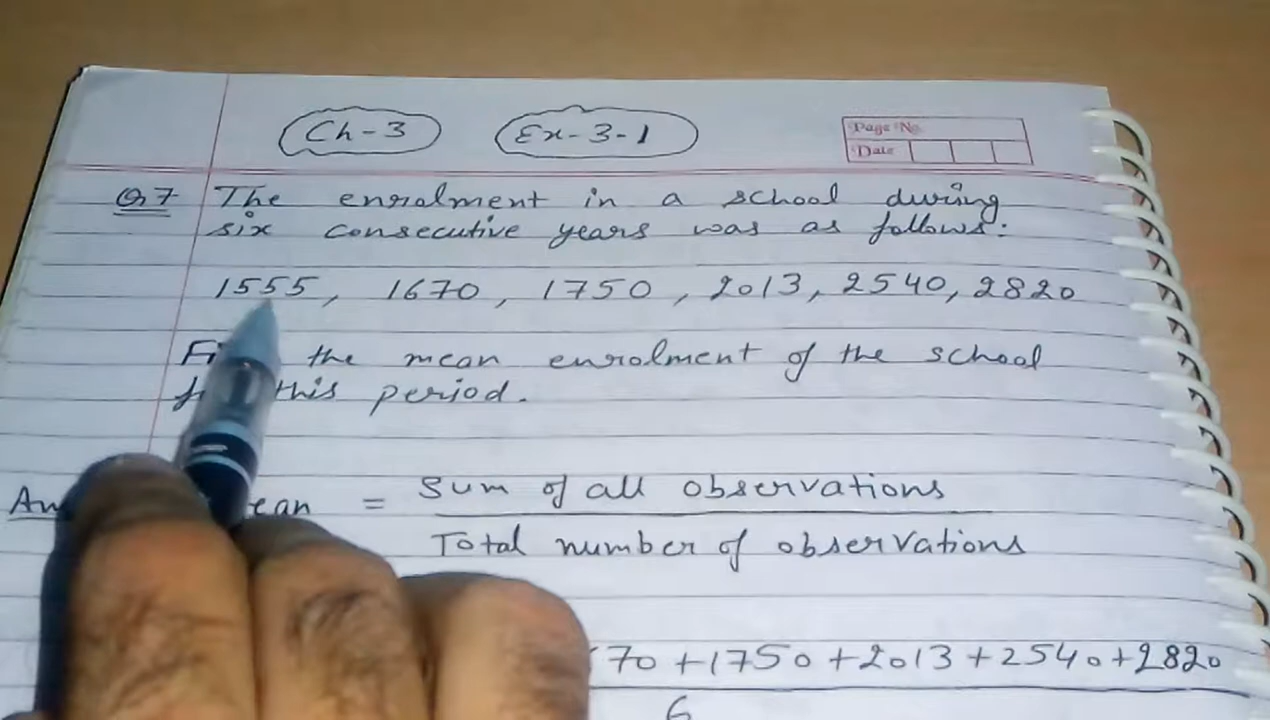 Ch-3 Ex-3-1
Page No.
Date
Q7 The enrolment in a school during
six consecutive years was as follows:
1555, 1670, 1750, 2013, 2540, 2820
the mean enrolment of the school
this period.
= Sum of all observations
Total number of observations
70+1750+2013+2540+2820
6